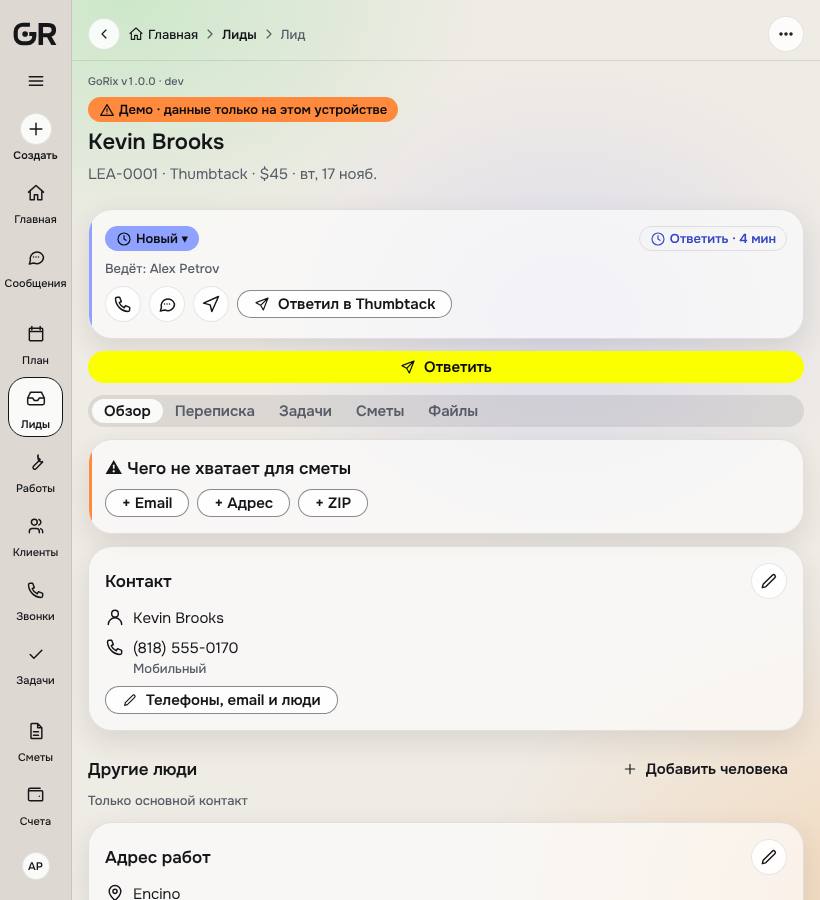 GR
Создать
Главная
Сообщения
План
Лиды
Работы
Клиенты
Звонки
Задачи
Сметы
Счета
AP
Главная > Лиды > Лид
GoRix v1.0.0 · dev
Демо · данные только на этом устройстве
Kevin Brooks
LEA-0001 · Thumbtack · $45 · вт, 17 нояб.
Новый ▾
Ответить · 4 мин
Ведёт: Alex Petrov
Ответил в Thumbtack
Ответить
Обзор Переписка Задачи Сметы Файлы
Чего не хватает для сметы
+ Email + Адрес + ZIP
Контакт
Kevin Brooks
(818) 555-0170
Мобильный
Телефоны, email и люди
Другие люди
+ Добавить человека
Только основной контакт
Адрес работ
Encino